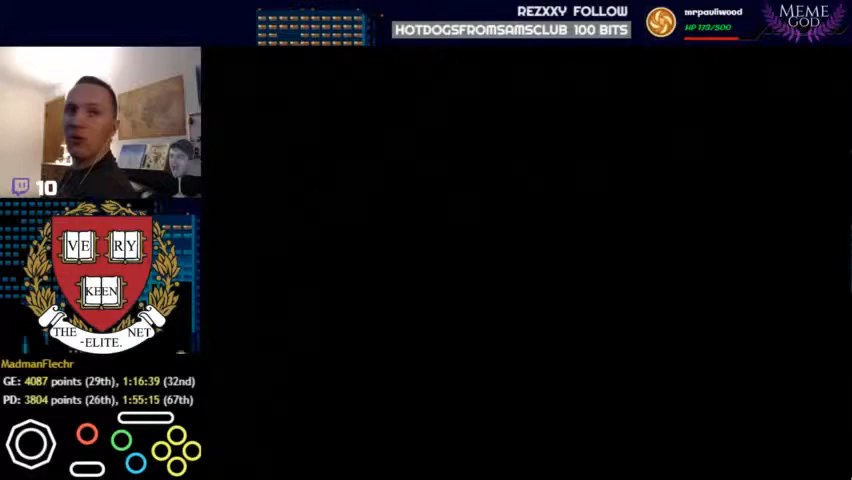 REZXXY FOLLOW
HOTDOGSFROMSAMSCLUB 100 BITS
mrpauliwood
HP 173/500
MEME
GOD
10
VE RY
KEEN
THE -ELITE. NET
MadmanFlechr
GE: 4087 points (29th), 1:16:39 (32nd)
PD: 3804 points (26th), 1:55:15 (67th)